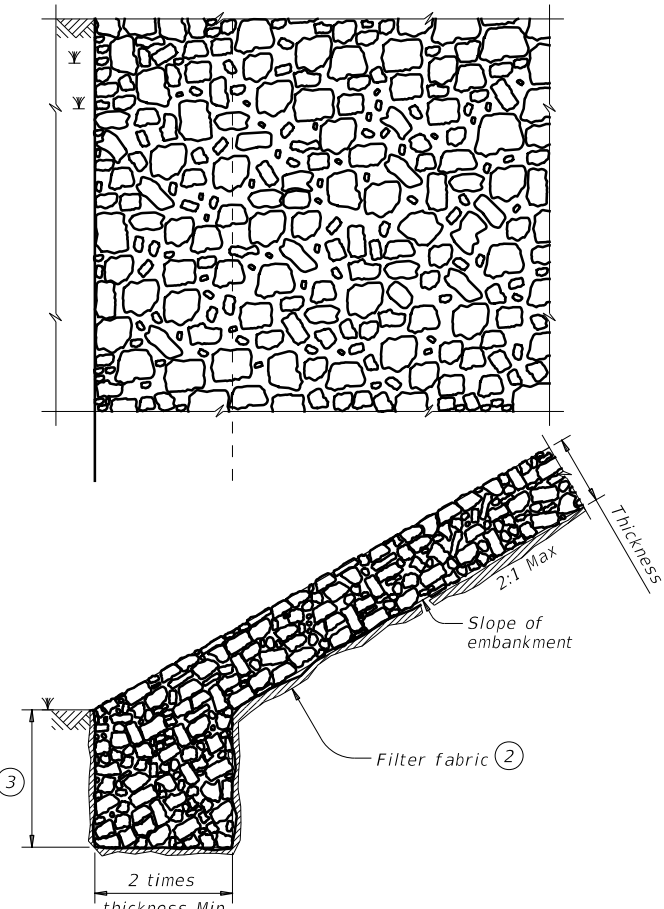 Thickness
2:1 Max
Slope of
embankment
Filter fabric 2
3
2 times
thickness Min